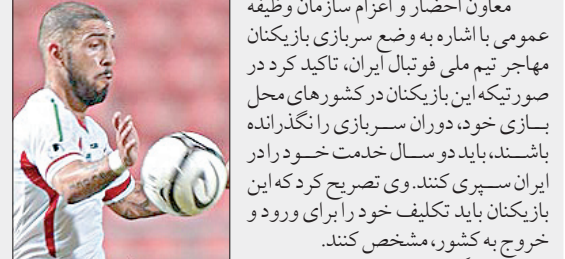 معاون احضار و اعزام سازمان وظیفه
عمومی با اشاره به وضع سربازی بازیکنان
مهاجر تیم ملی فوتبال ایران، تاکید کرد در
صورتیکه این بازیکنان در کشورهای محل
بازی خود، دوران سربازی را نگذرانده
باشند، باید دو سال خدمت خود را در
ایران سپری کنند. وی تصریح کرد که این
بازیکنان باید تکلیف خود را برای ورود و
خروج به کشور، مشخص کنند.